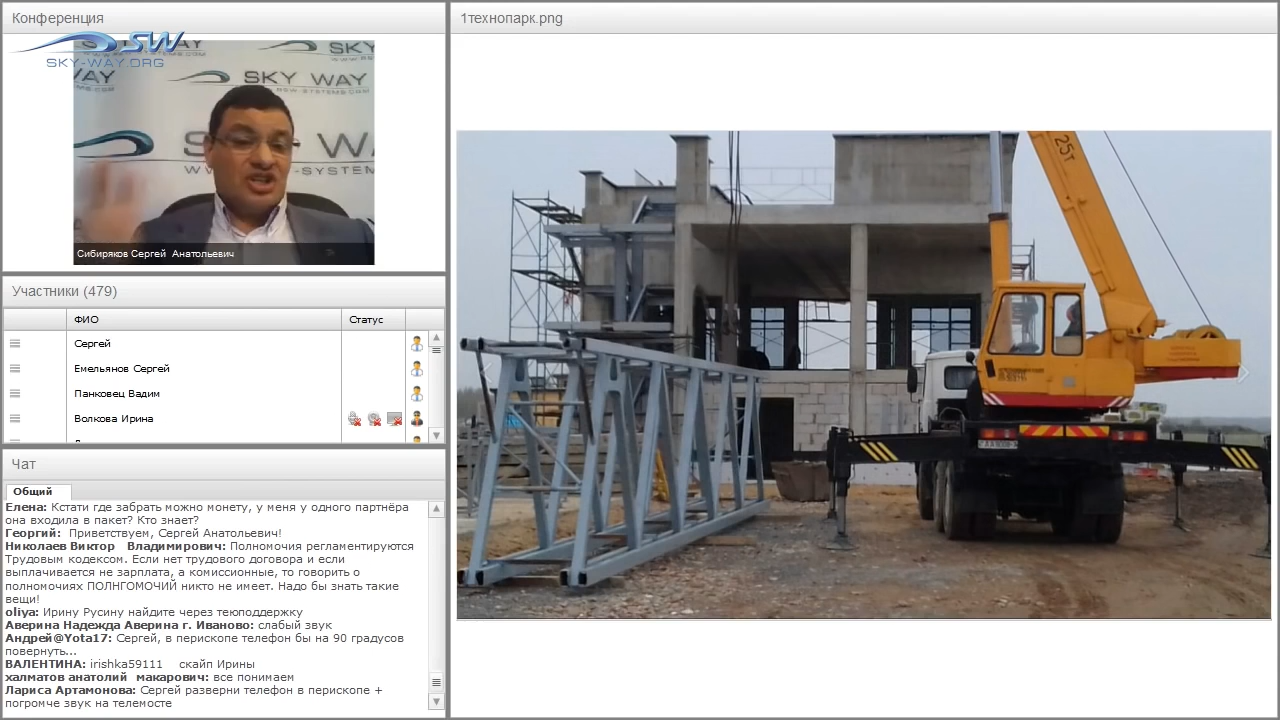 Конференция
1технопарк.png
SW
SKY-WAY.ORG
SKY WAY
RSW-SYSTEMS.COM
Сибиряков Сергей Анатольевич
25т
Участники (479)
ФИО
Статус
Сергей
Емельянов Сергей
Панковец Вадим
Волкова Ирина
Чат
Общий
Елена: Кстати где забрать можно монету, у меня у одного партнёра
она входила в пакет? Кто знает?
Георгий: Приветствуем, Сергей Анатольевич!
Николаев Виктор Владимирович: Полномочия регламентируются
Трудовым кодексом. Если нет трудового договора и если
выплачивается не зарплата, а комиссионные, то говорить о
полномочиях ПОЛНГОМОЧИЙ никто не имеет. Надо бы знать такие
вещи!
oliya: Ирину Русину найдите через теюподдержку
Аверина Надежда Аверина г. Иваново: слабый звук
Андрей@Yota17: Сергей, в перископе телефон бы на 90 градусов
повернуть...
ВАЛЕНТИНА: irishka59111 скайп Ирины
халматов анатолий макарович: все понимаем
Лариса Артамонова: Сергей разверни телефон в перископе +
погромче звук на телемосте